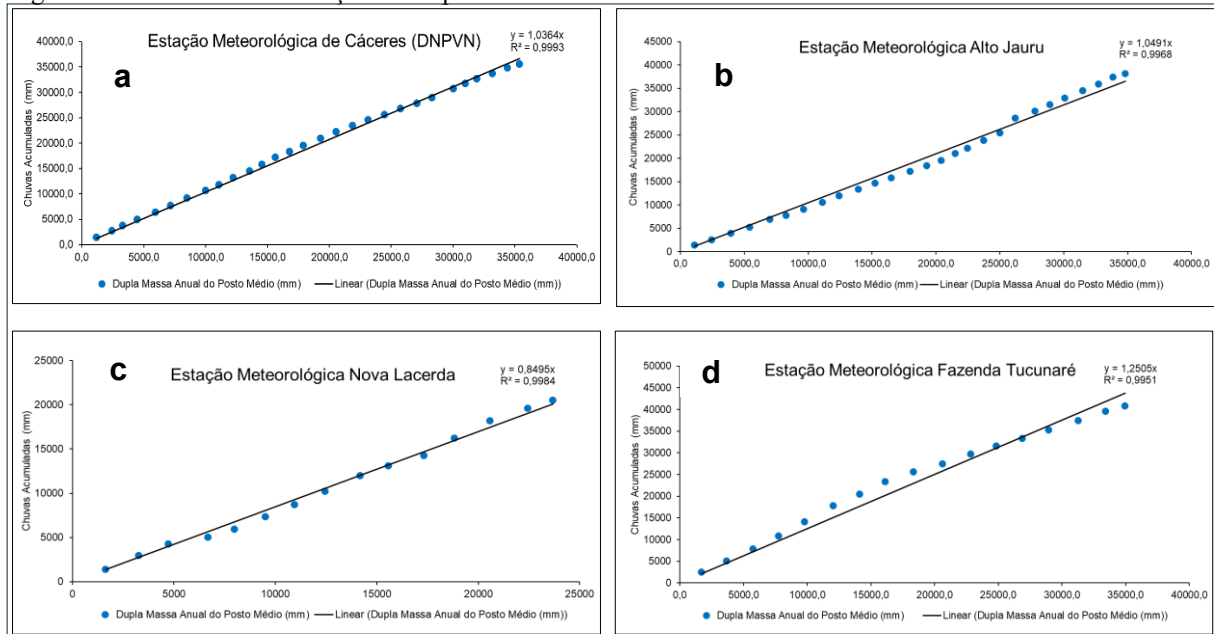 a
Estação Meteorológica de Cáceres (DNPVN)
y = 1,0364x
R² = 0,9993
Chuvas Acumuladas (mm)
40000,0
35000,0
30000,0
25000,0
20000,0
15000,0
10000,0
5000,0
0,0
0,0 5000,0 10000,0 15000,0 20000,0 25000,0 30000,0 35000,0 40000,0
Dupla Massa Anual do Posto Médio (mm) Linear (Dupla Massa Anual do Posto Médio (mm))
b
Estação Meteorológica Alto Jauru
y = 1,0491x
R² = 0,9968
Chuvas Acumuladas (mm)
45000
40000
35000
30000
25000
20000
15000
10000
5000
0
0,0 5000,0 10000,0 15000,0 20000,0 25000,0 30000,0 35000,0 40000,0
Dupla Massa Anual do Posto Médio (mm) Linear (Dupla Massa Anual do Posto Médio (mm))
c
Estação Meteorológica Nova Lacerda
y = 0,8495x
R² = 0,9984
Chuvas Acumuladas (mm)
25000
20000
15000
10000
5000
0
0 5000 10000 15000 20000 25000
Dupla Massa Anual do Posto Médio (mm) Linear (Dupla Massa Anual do Posto Médio (mm))
d
Estação Meteorológica Fazenda Tucunaré
y = 1,2505x
R² = 0,9951
Chuvas Acumuladas (mm)
50000
45000
40000
35000
30000
25000
20000
15000
10000
5000
0
0,0 5000,0 10000,0 15000,0 20000,0 25000,0 30000,0 35000,0 40000,0
Dupla Massa Anual do Posto Médio (mm) Linear (Dupla Massa Anual do Posto Médio (mm))